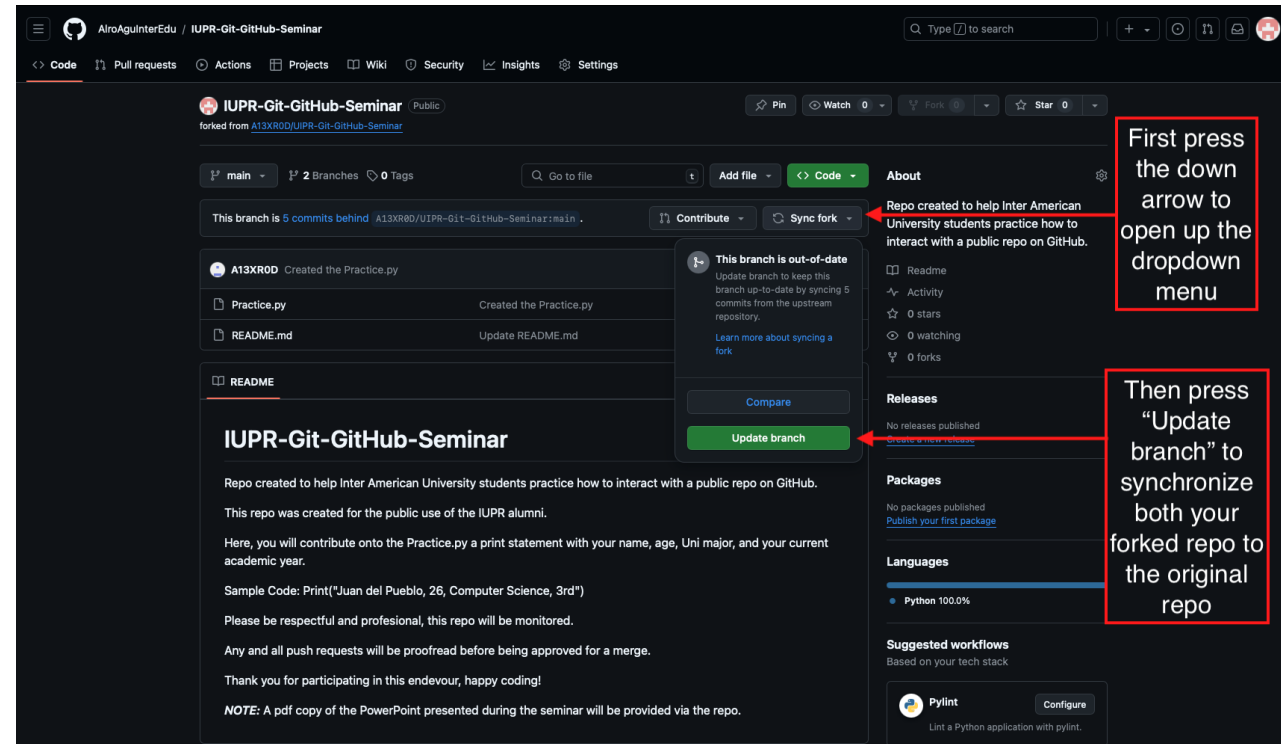 AlroAguInterEdu / IUPR-Git-GitHub-Seminar
Type / to search
Code Pull requests Actions Projects Wiki Security Insights Settings
IUPR-Git-GitHub-Seminar Public
Pin Watch 0 Fork 0 Star 0
forked from A13XR0D/UIPR-Git-GitHub-Seminar
main 2 Branches 0 Tags
Go to file t
Add file Code
This branch is 5 commits behind A13XR0D/UIPR-Git-GitHub-Seminar:main .
Contribute Sync fork
A13XR0D Created the Practice.py
Practice.py Created the Practice.py
README.md Update README.md
This branch is out-of-date
Update branch to keep this
branch up-to-date by syncing 5
commits from the upstream
repository.
Learn more about syncing a
fork
Compare
Update branch
README
IUPR-Git-GitHub-Seminar
Repo created to help Inter American University students practice how to interact with a public repo on GitHub.
This repo was created for the public use of the IUPR alumni.
Here, you will contribute onto the Practice.py a print statement with your name, age, Uni major, and your current
academic year.
Sample Code: Print("Juan del Pueblo, 26, Computer Science, 3rd")
Please be respectful and profesional, this repo will be monitored.
Any and all push requests will be proofread before being approved for a merge.
Thank you for participating in this endevour, happy coding!
NOTE: A pdf copy of the PowerPoint presented during the seminar will be provided via the repo.
About
Repo created to help Inter American
University students practice how to
interact with a public repo on GitHub.
Readme
Activity
0 stars
0 watching
0 forks
Releases
No releases published
Create a new release
Packages
No packages published
Publish your first package
Languages
Python 100.0%
Suggested workflows
Based on your tech stack
Pylint Configure
Lint a Python application with pylint.
First press
the down
arrow to
open up the
dropdown
menu
Then press
“Update
branch” to
synchronize
both your
forked repo to
the original
repo